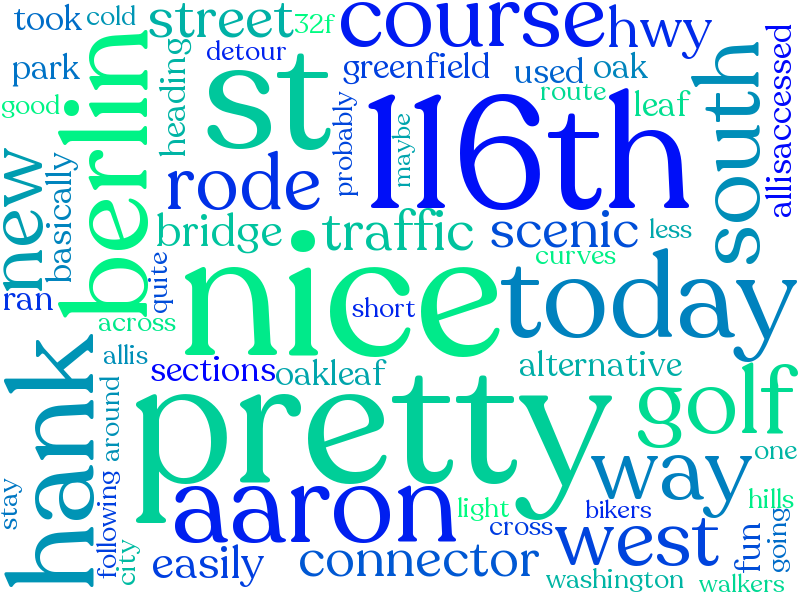 took
cold
street
32f
course
hwy
detour
park
heading
greenfield
used
oak
allisaccessed
good
berlin
st
probably
maybe
116th
route
leaf
south
new
basically
rode
bridge
traffic
scenic
less
quite
nice
curves
today
ran
short
across
allis
sections
oakleaf
alternative
hank
around
pretty
golf
way
one
stay
following
aaron
light
bikers
hills
city
easily
connector
cross
west
fun
going
washington
walkers